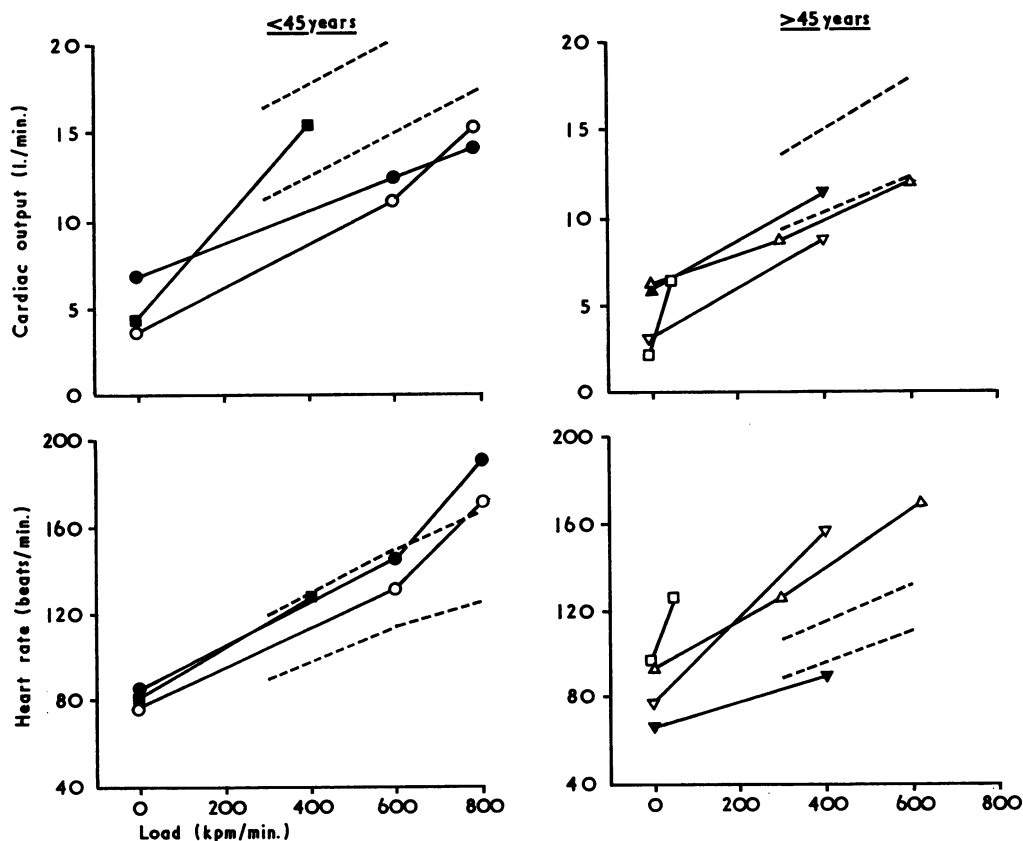 <45 years
>45 years
Cardiac output (l./min.)
20
15
10
5
0
20
15
10
5
0
Heart rate (beats/min.)
200
160
120
80
40
0 200 400 600 800
Load (kpm/min.)
200
160
120
80
40
0 200 400 600 800